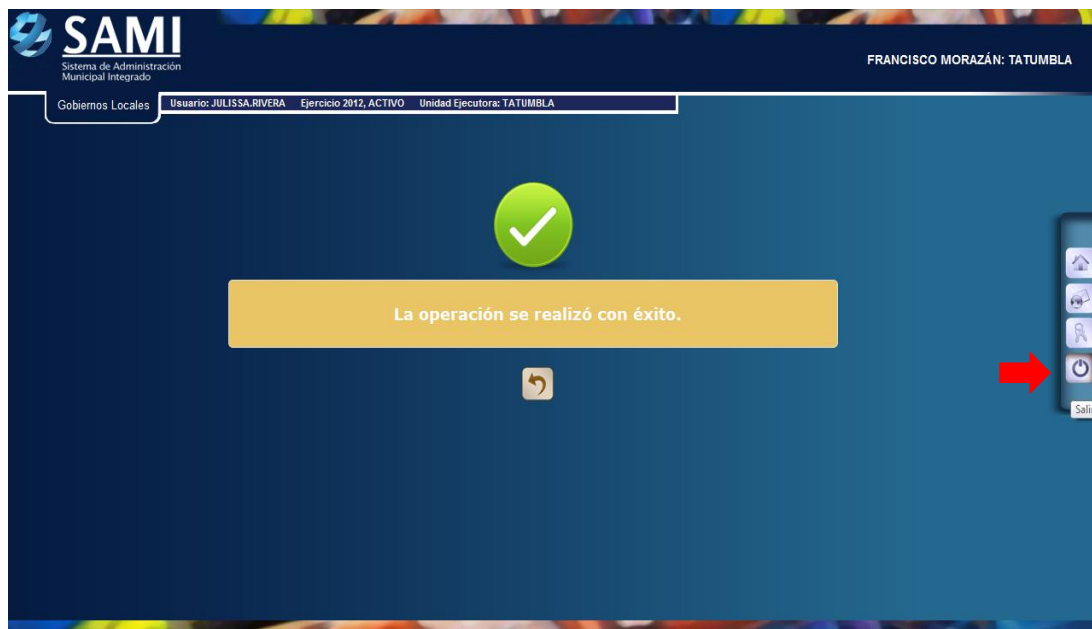 SAMI
Sistema de Administración
Municipal Integrado
FRANCISCO MORAZÁN: TATUMBLA
Gobiernos Locales
Usuario: JULISSA.RIVERA Ejercicio 2012, ACTIVO Unidad Ejecutora: TATUMBLA
La operación se realizó con éxito.
Salir